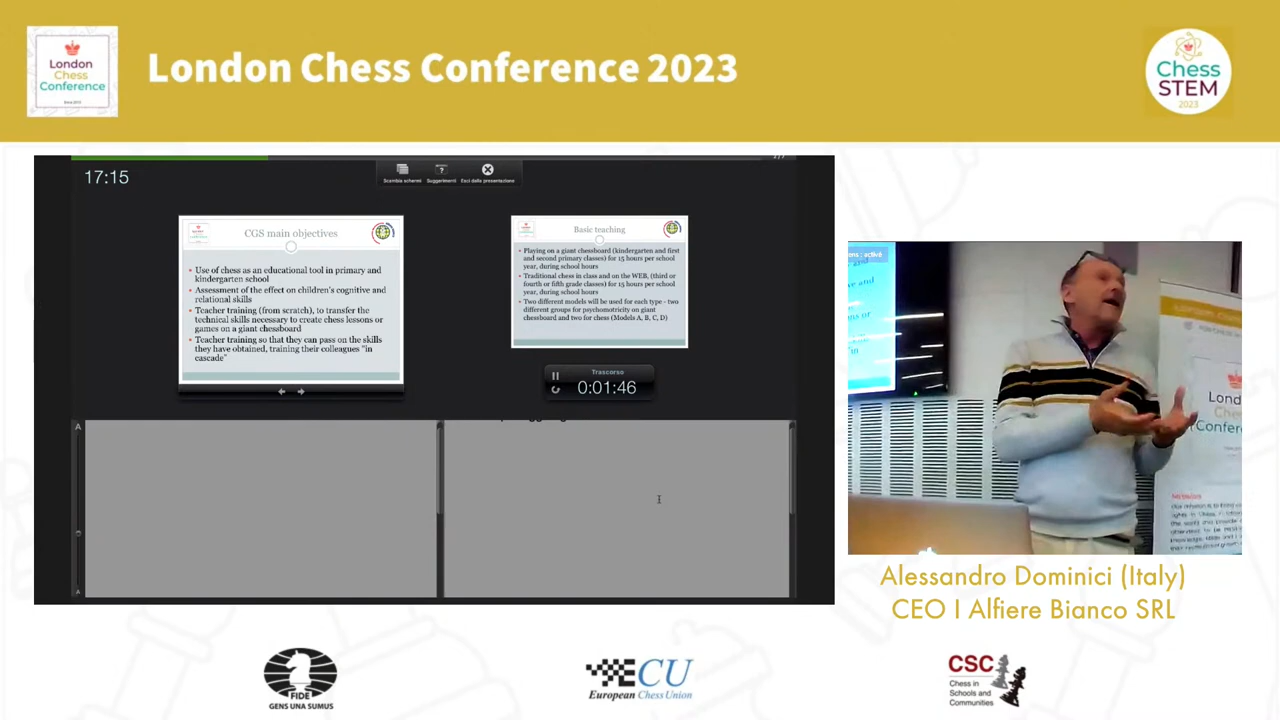 London
Chess
Conference
London Chess Conference 2023
Chess
STEM
2023
17:15
Scambia schermi
Suggerimenti
Esci dalla presentazione
CGS main objectives
• Use of chess as an educational tool in primary and
kindergarten school
• Assessment of the effect on children's cognitive and
relational skills
• Teacher training (from scratch), to transfer the
technical skills necessary to create chess lessons or
games on a giant chessboard
• Teacher training so that they can pass on the skills
they have obtained, training their colleagues "in
cascade"
Basic teaching
• Playing on a giant chessboard (kindergarten and first
and second primary classes) for 15 hours per school
year, during school hours
• Traditional chess in class and on the WEB, (third or
fourth or fifth grade classes) for 15 hours per school
year, during school hours
• Two different models will be used for each type - two
different groups for psychomotricity on giant
chessboard and two for chess (Models A, B, C, D)
Trascorso
0:01:46
A
A
Alessandro Dominici (Italy)
CEO I Alfiere Bianco SRL
FIDE
GENS UNA SUMUS
ECU
European Chess Union
CSC
Chess in
Schools and
Communities